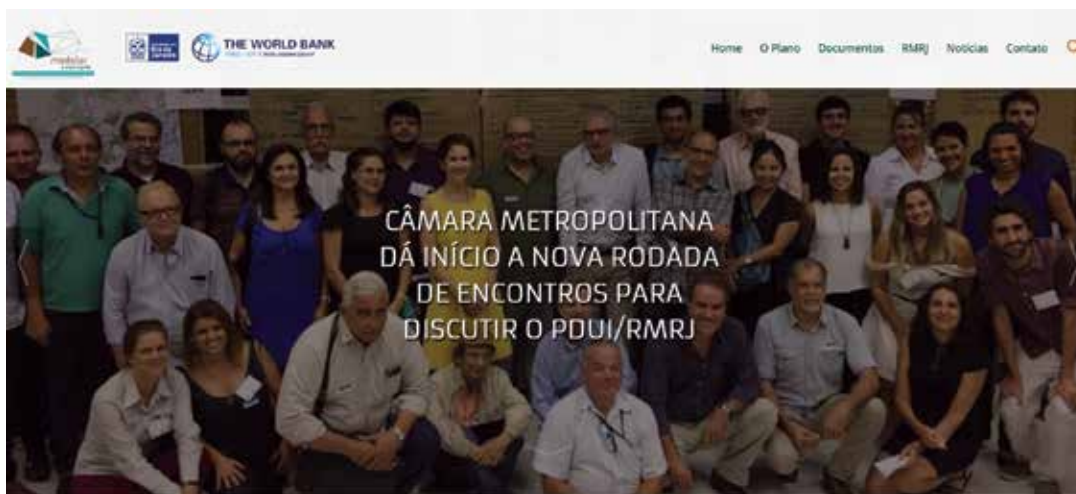 modelar
THE WORLD BANK
Home O Plano Documentos RMRJ Notícias Contato
CÂMARA METROPOLITANA
DÁ INÍCIO A NOVA RODADA
DE ENCONTROS PARA
DISCUTIR O PDUI/RMRJ